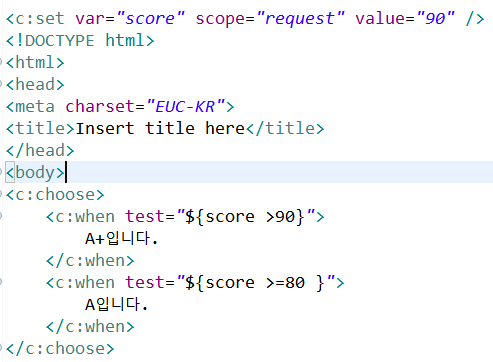 <c:set var="score" scope="request" value="90" />
<!DOCTYPE html>
<html>
<head>
<meta charset="EUC-KR">
<title>Insert title here</title>
</head>
<body>
<c:choose>
    <c:when test="${score >90}">
        A+입니다.
    </c:when>
    <c:when test="${score >=80 }">
        A입니다.
    </c:when>
</c:choose>